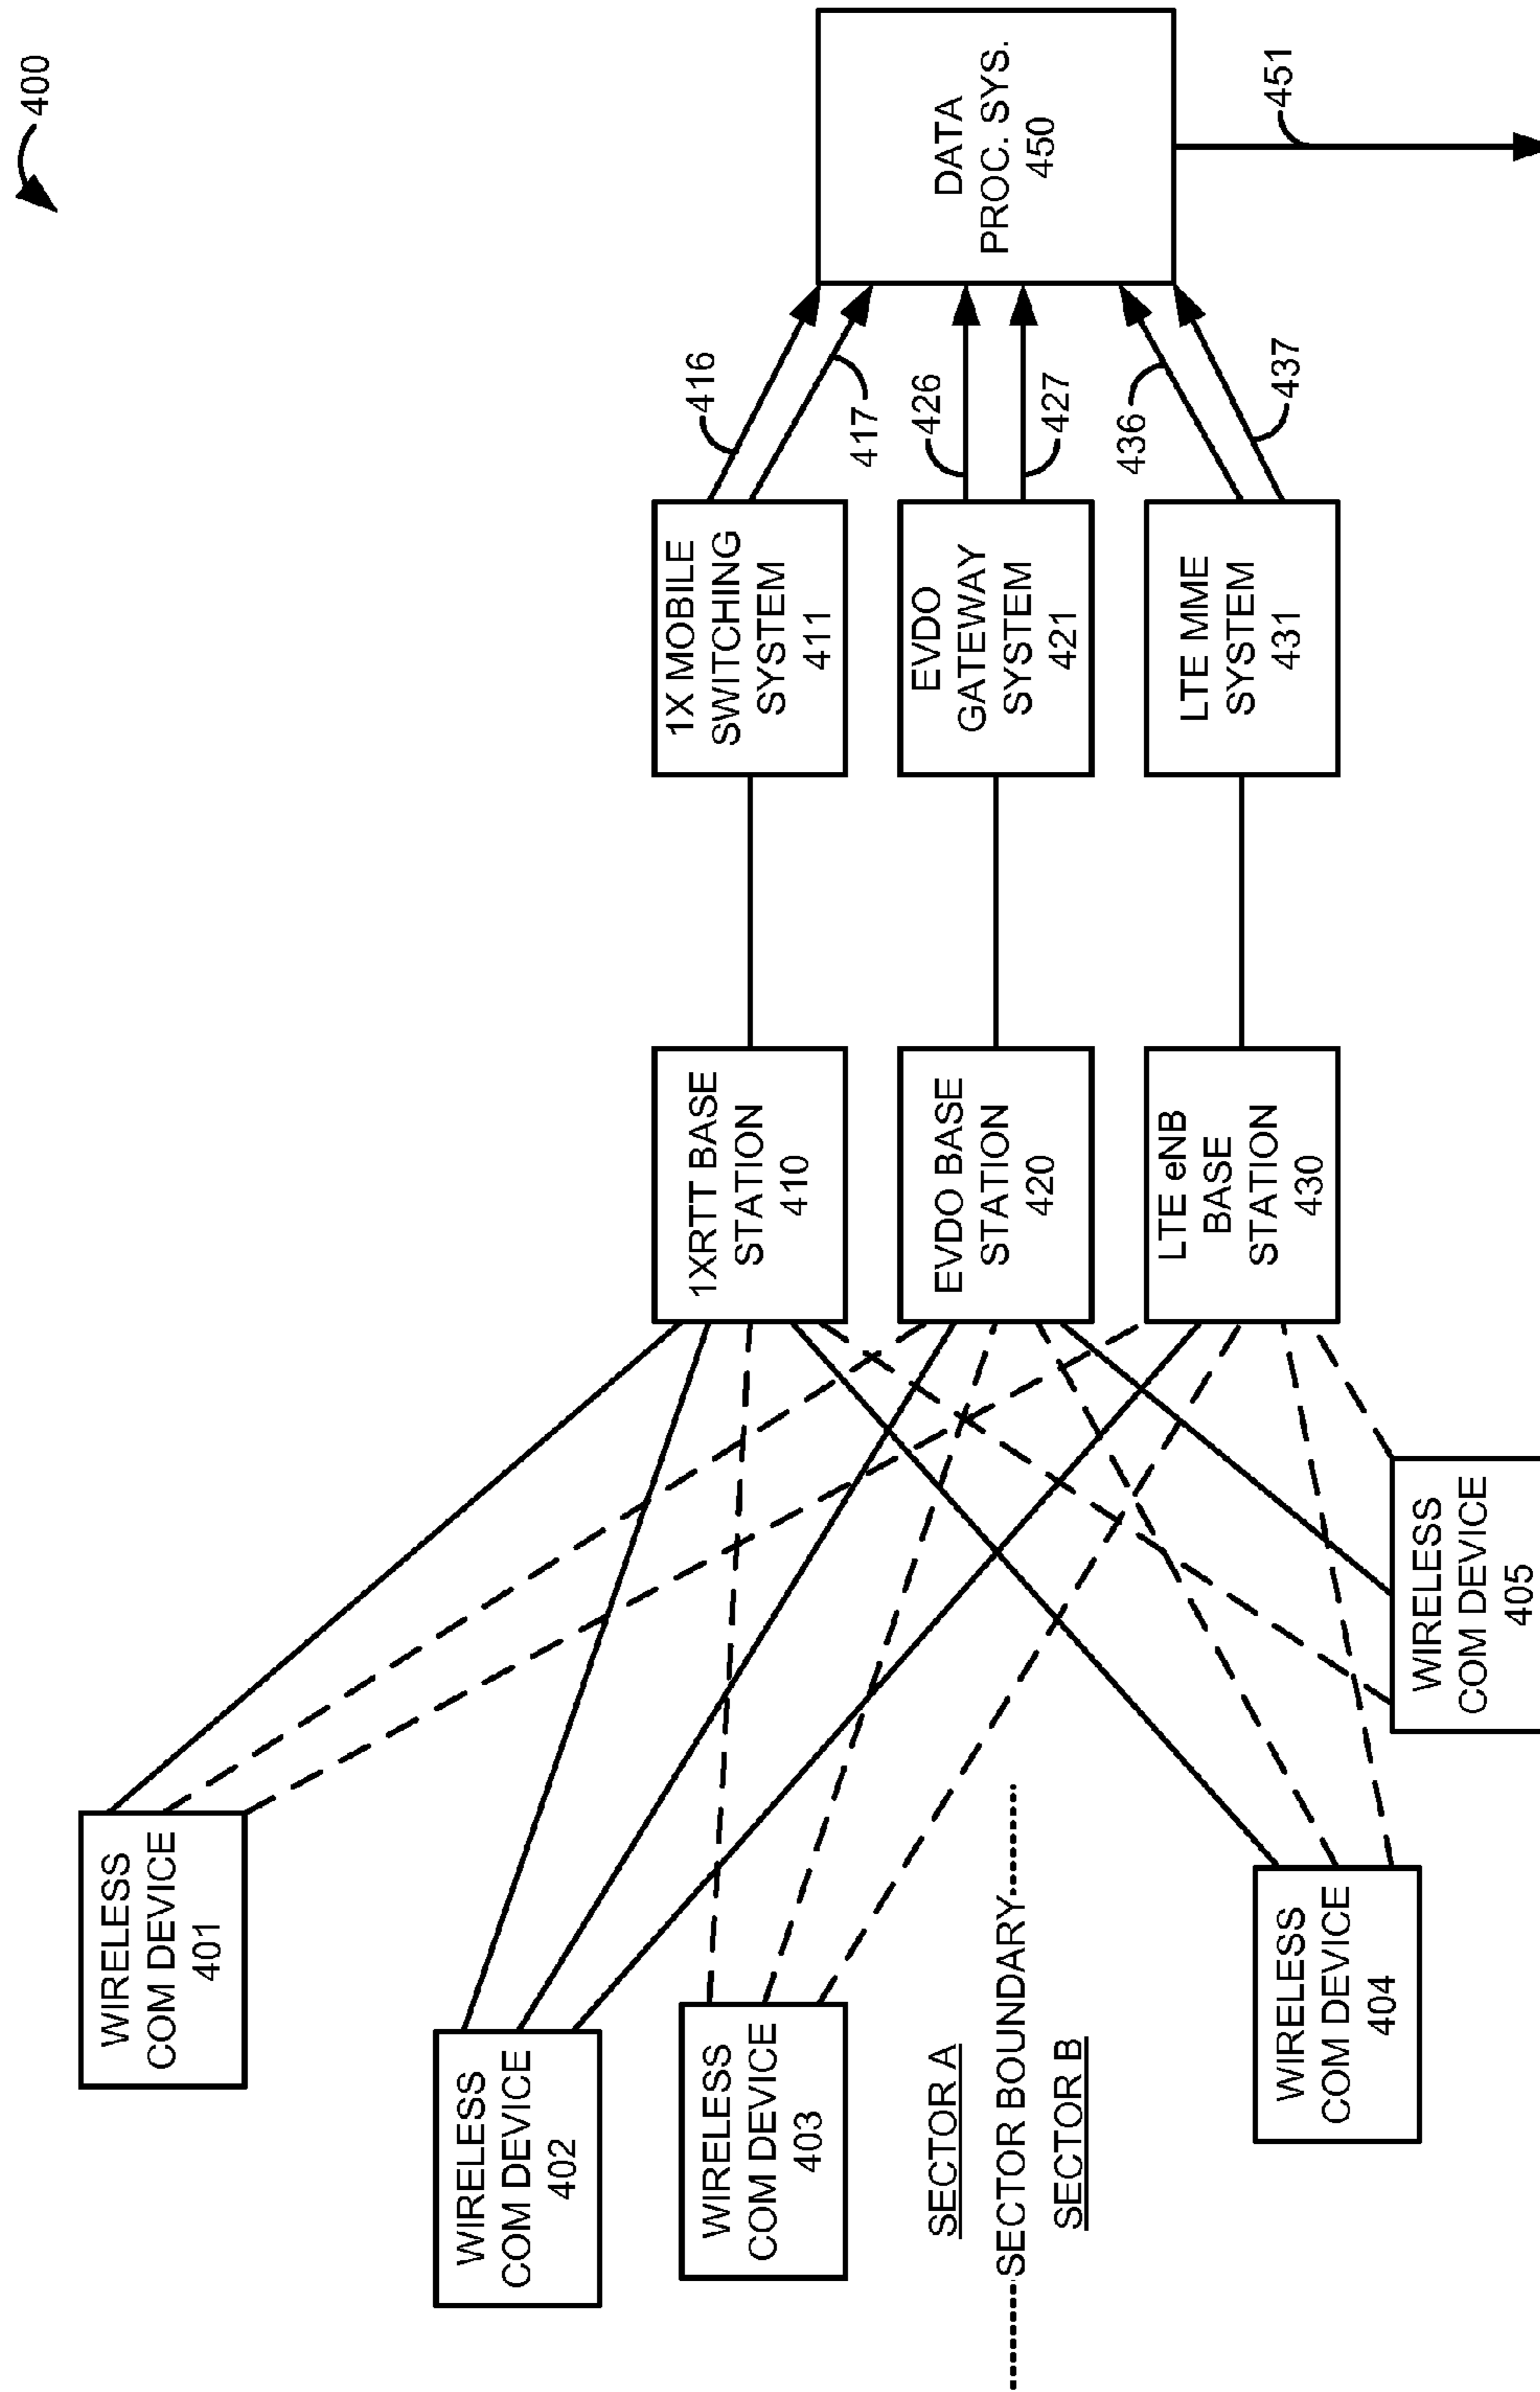 400
WIRELESS
COM DEVICE
401
WIRELESS
COM DEVICE
402
WIRELESS
COM DEVICE
403
SECTOR A
SECTOR BOUNDARY
SECTOR B
WIRELESS
COM DEVICE
404
WIRELESS
COM DEVICE
405
1XRTT BASE
STATION
410
EVDO BASE
STATION
420
LTE eNB
BASE
STATION
430
1X MOBILE
SWITCHING
SYSTEM
411
EVDO
GATEWAY
SYSTEM
421
LTE MME
SYSTEM
431
416
417
426
427
436
437
DATA
PROC. SYS.
450
451